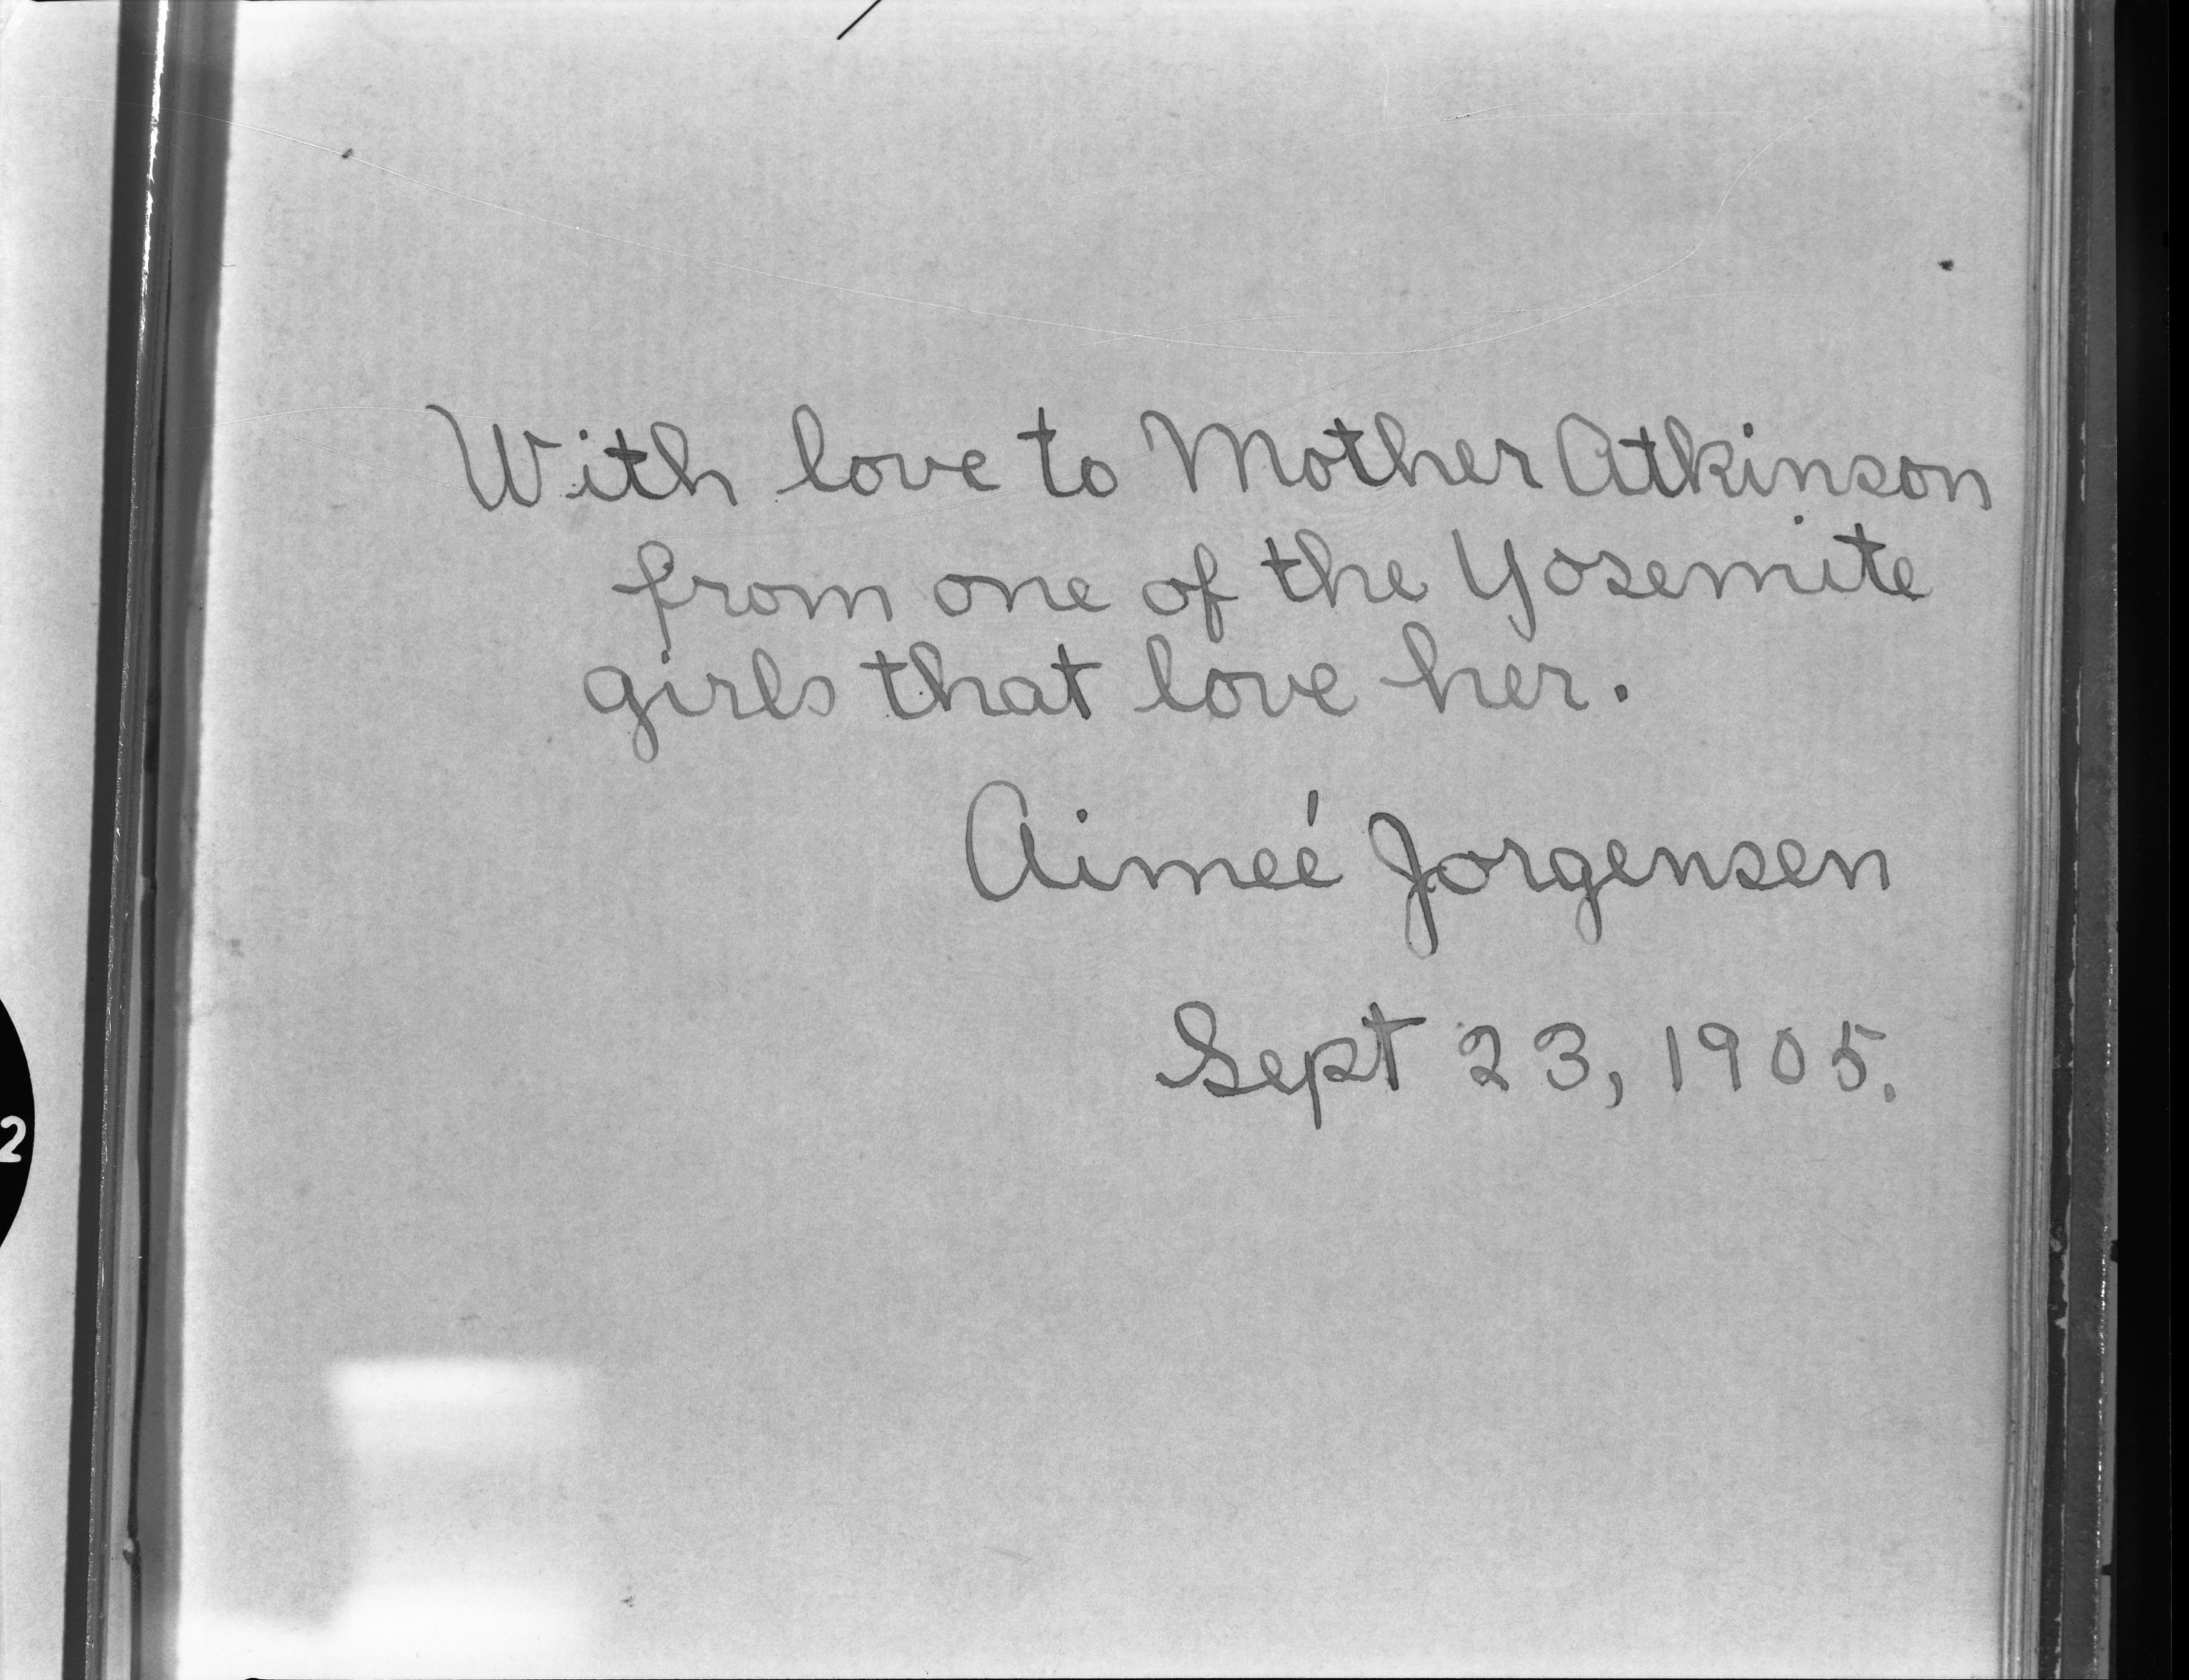 With love to Mother Atkinson
from one of the Yosemite
girls that love her.
Aimeé Jorgensen
Sept 23, 1905.
2